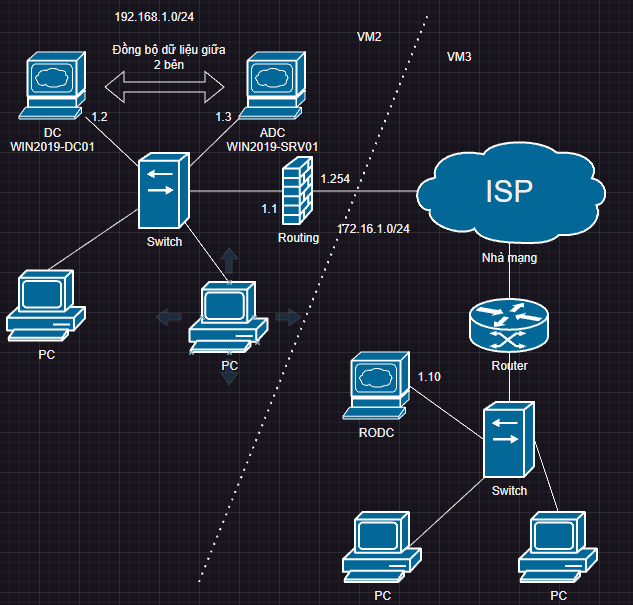 192.168.1.0/24
VM2
VM3
Đồng bộ dữ liệu giữa
2 bên
1.2
1.3
DC
WIN2019-DC01
ADC
WIN2019-SRV01
1.254
ISP
1.1
Switch
Routing
172.16.1.0/24
Nhà mạng
PC
PC
Router
1.10
RODC
Switch
PC
PC